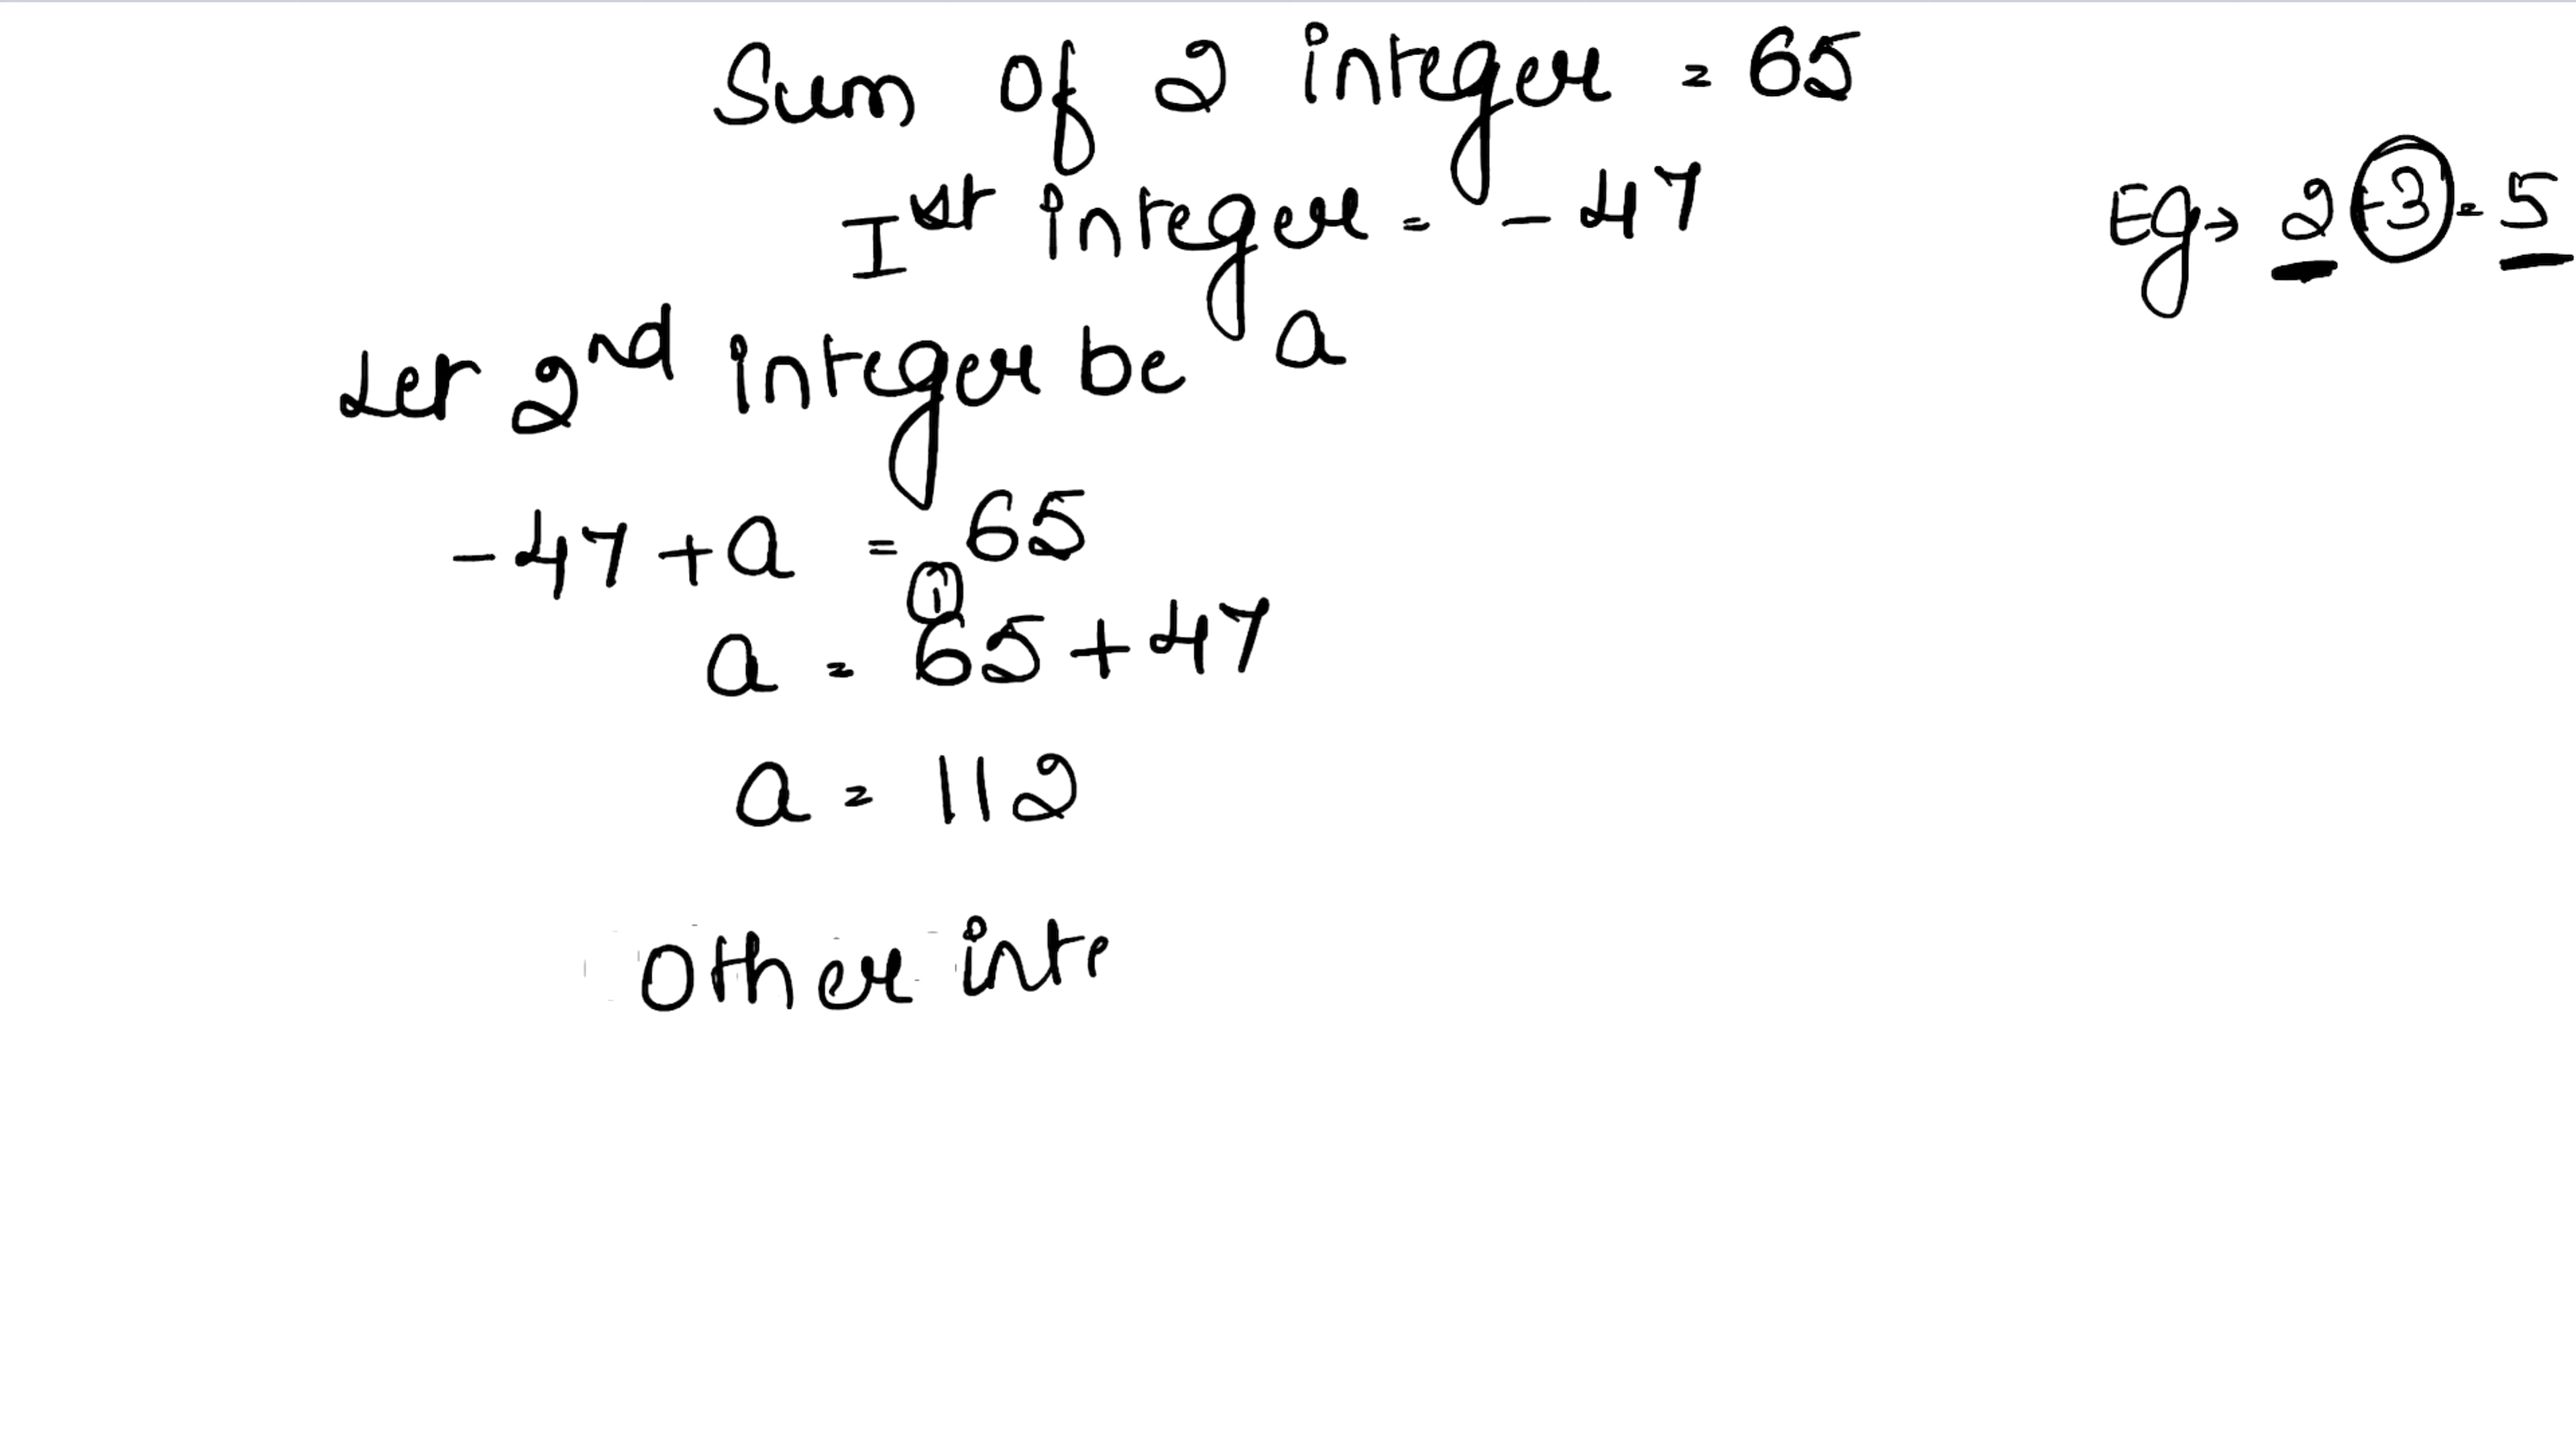 Sum of 2 integer = 65
Ist integer = - 47
Eg → 2 +3 = 5
Let 2nd integer be a
- 47 + a = 65
1
a = 65 + 47
a = 112
Other inte